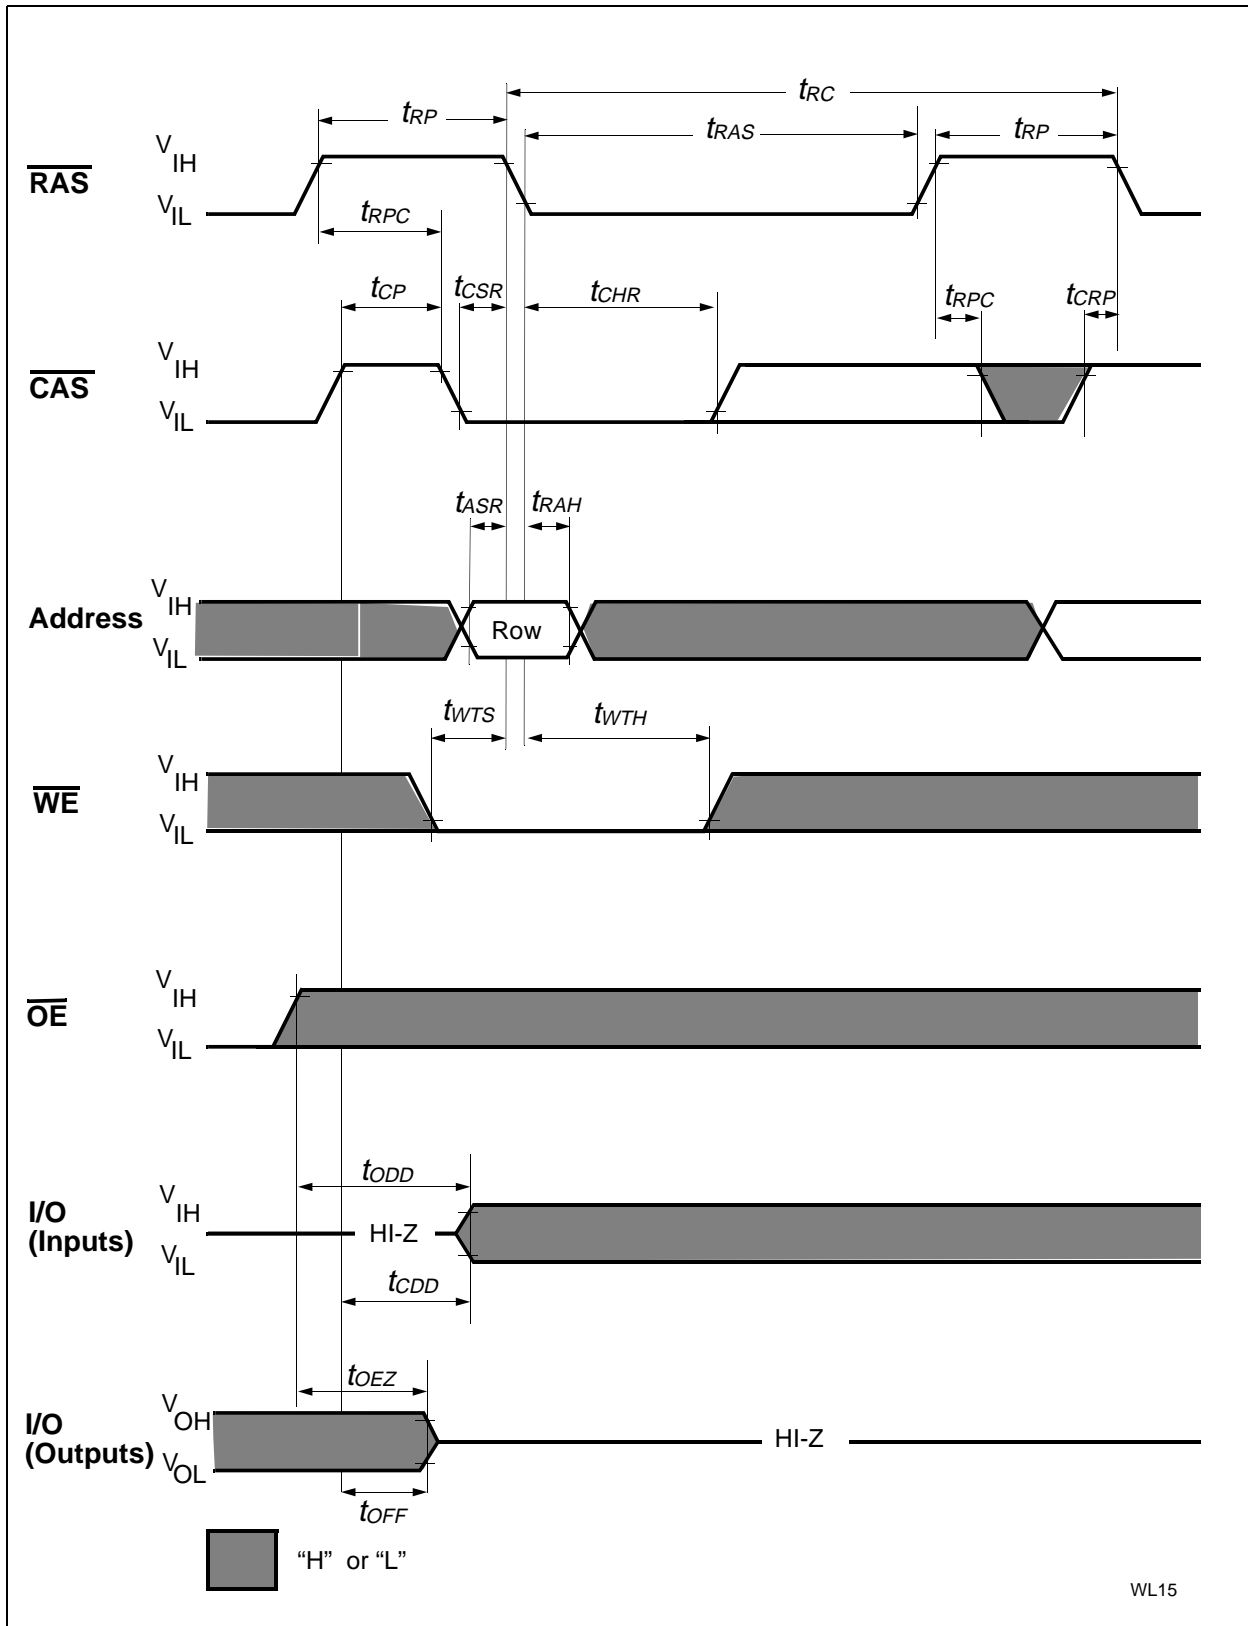 tRC
tRP
tRAS
tRP
RAS
VIH
VIL
tRPC
tCP
tCSR
tCHR
tRPC
tCRP
CAS
VIH
VIL
tASR
tRAH
Address
VIH
VIL
Row
tWTS
tWTH
WE
VIH
VIL
OE
VIH
VIL
tODD
I/O
(Inputs)
VIH
VIL
HI-Z
tCDD
tOEZ
I/O
(Outputs)
VOH
VOL
HI-Z
tOFF
“H” or “L”
WL15